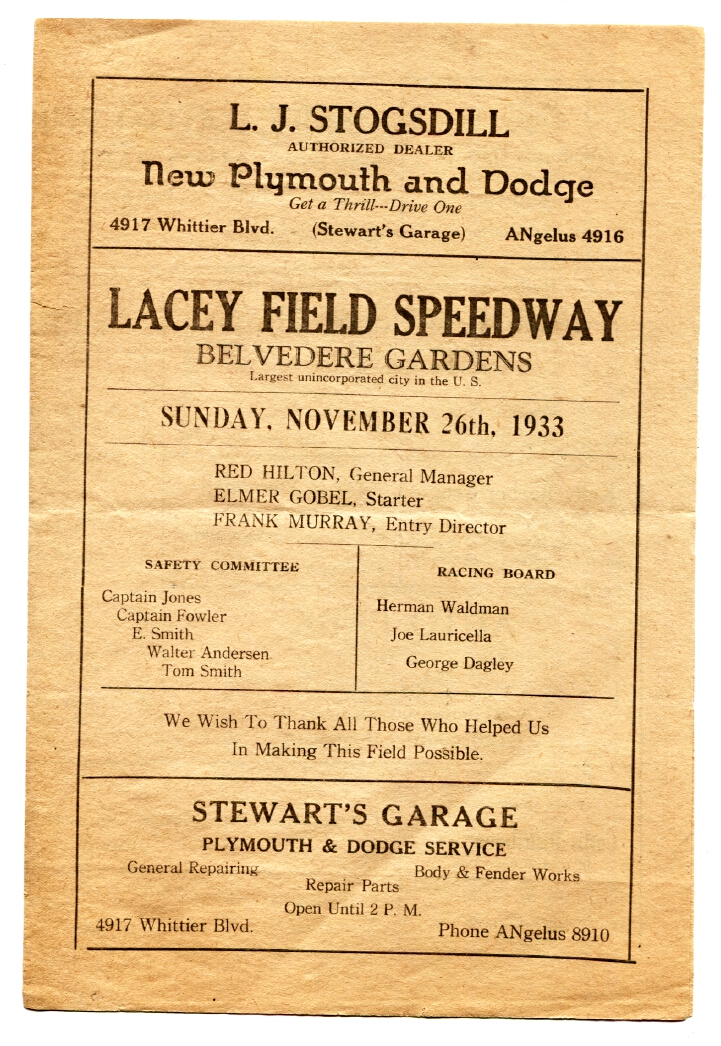 L. J. STOGSDILL
AUTHORIZED DEALER
New Plymouth and Dodge
Get a Thrill---Drive One
4917 Whittier Blvd. (Stewart's Garage) ANgelus 4916
LACEY FIELD SPEEDWAY
BELVEDERE GARDENS
Largest unincorporated city in the U. S.
SUNDAY, NOVEMBER 26th, 1933
RED HILTON, General Manager
ELMER GOBEL, Starter
FRANK MURRAY, Entry Director
SAFETY COMMITTEE
Captain Jones
Captain Fowler
E. Smith
Walter Andersen
Tom Smith
RACING BOARD
Herman Waldman
Joe Lauricella
George Dagley
We Wish To Thank All Those Who Helped Us
In Making This Field Possible.
STEWART'S GARAGE
PLYMOUTH & DODGE SERVICE
General Repairing Body & Fender Works
Repair Parts
Open Until 2 P. M.
4917 Whittier Blvd. Phone ANgelus 8910